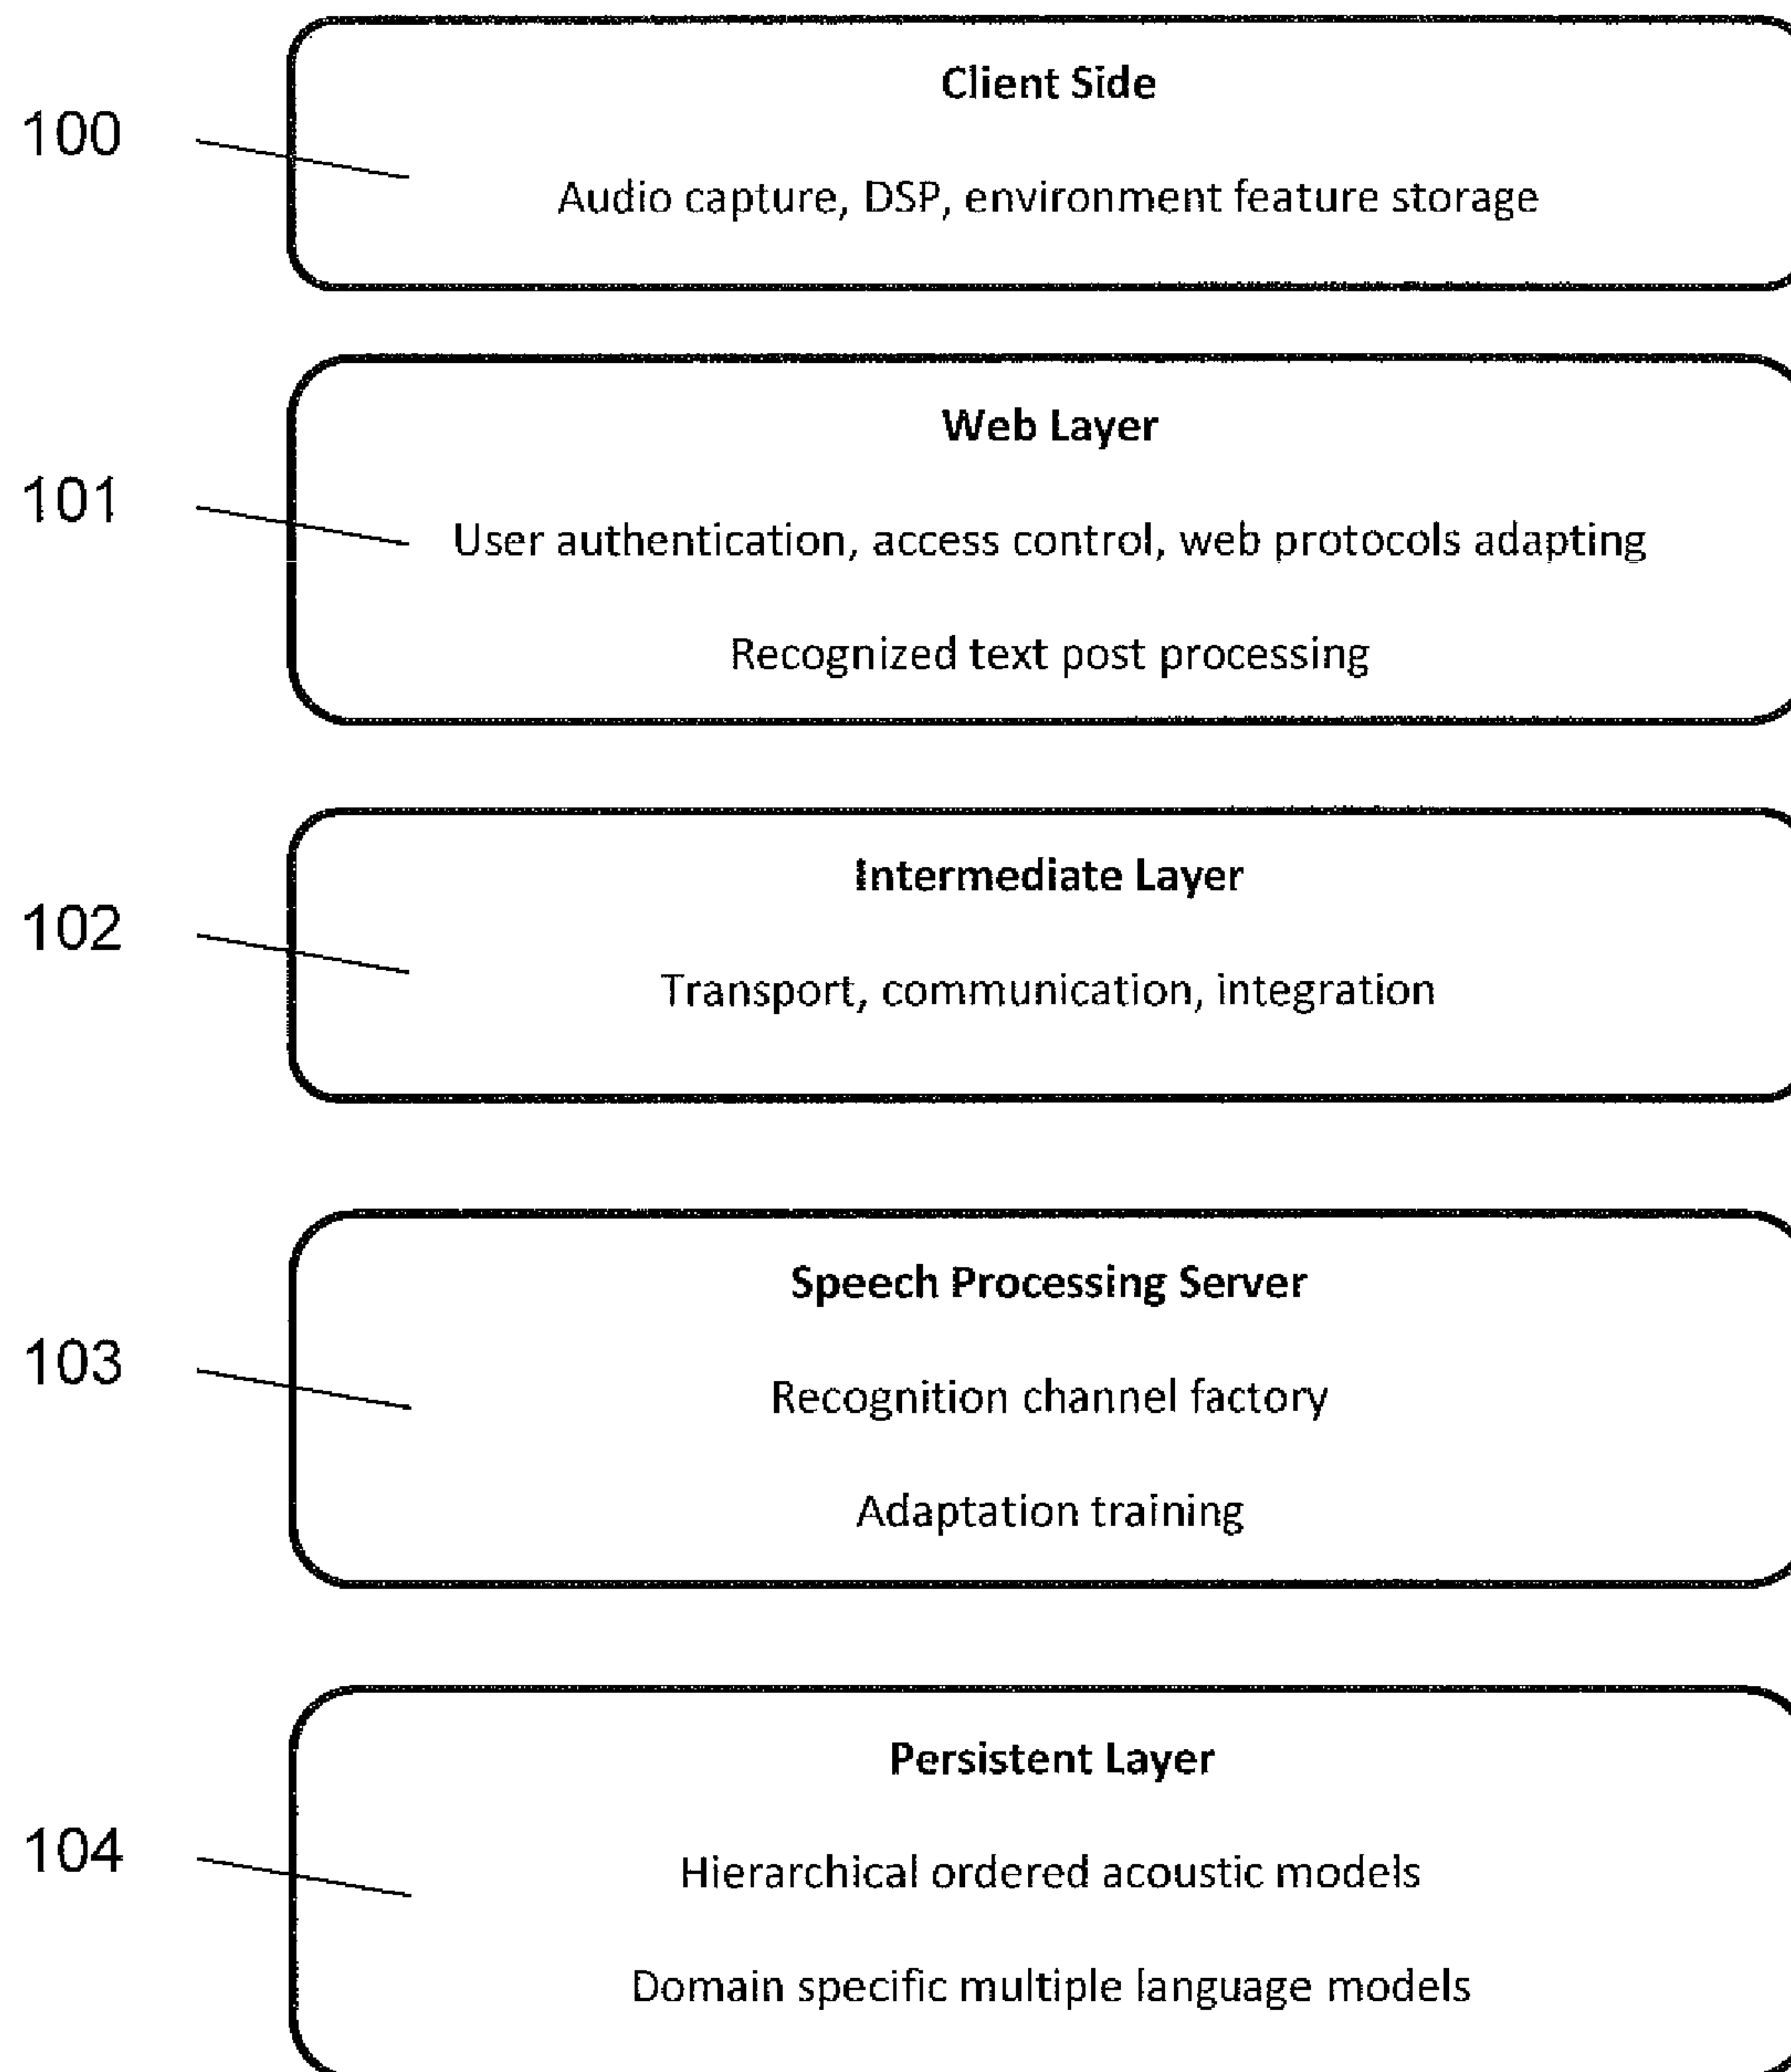 Client Side
100
Audio capture, DSP, environment feature storage
Web Layer
101
User authentication, access control, web protocols adapting
Recognized text post processing
Intermediate Layer
102
Transport, communication, integration
Speech Processing Server
103
Recognition channel factory
Adaptation training
Persistent Layer
104
Hierarchical ordered acoustic models
Domain specific multiple language models